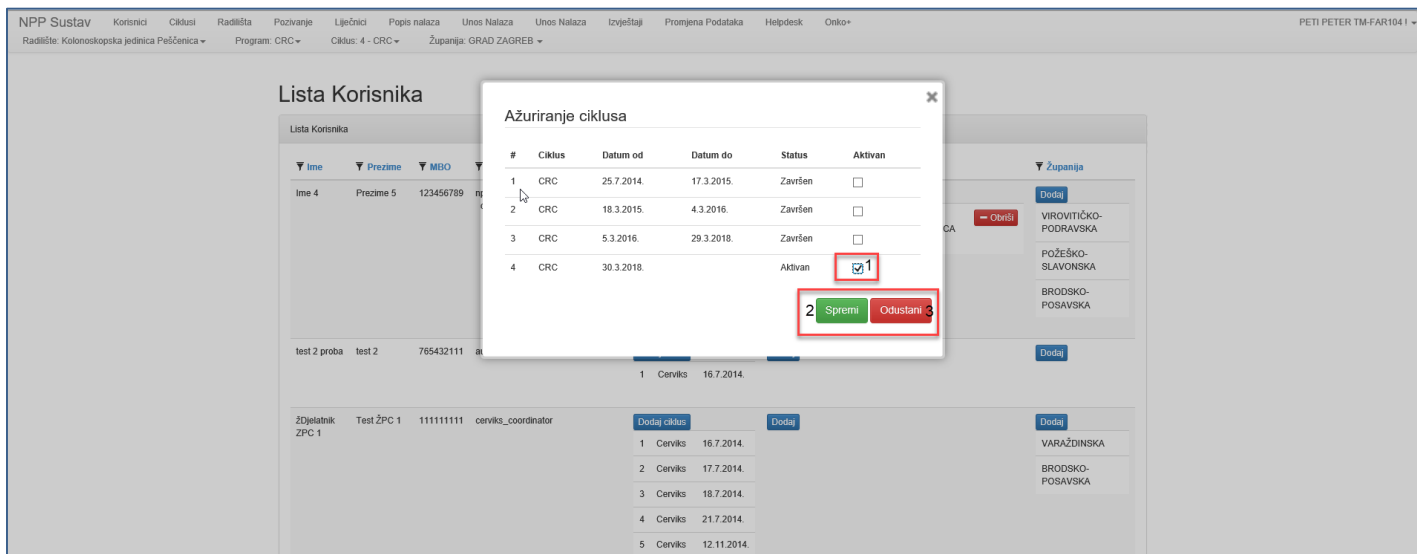 NPP Sustav Korisnici Ciklusi Radilišta Pozivanje Liječnici Popis nalaza Unos Nalaza Unos Nalaza Izvještaji Promjena Podataka Helpdesk Onko+ PETI PETER TM-FAR104 !
Radilište: Kolonoskopska jedinica Peščenica Program: CRC Ciklus: 4 - CRC Županija: GRAD ZAGREB
Lista Korisnika
Lista Korisnika
Ime Prezime MBO Županija
Ime 4 Prezime 5 123456789 Dodaj
Obriši
VIROVITIČKO-
PODRAVSKA
POŽEŠKO-
SLAVONSKA
BRODSKO-
POSAVSKA
Ažuriranje ciklusa
# Ciklus Datum od Datum do Status Aktivan
1 CRC 25.7.2014. 17.3.2015. Završen
2 CRC 18.3.2015. 4.3.2016. Završen
3 CRC 5.3.2016. 29.3.2018. Završen
4 CRC 30.3.2018. Aktivan 1
2 Spremi Odustani 3
test 2 proba test 2 765432111 Dodaj
1 Cerviks 16.7.2014.
žDjelatnik Test ŽPC 1 111111111 cerviks_coordinator Dodaj ciklus Dodaj Dodaj
ZPC 1
1 Cerviks 16.7.2014. VARAŽDINSKA
2 Cerviks 17.7.2014. BRODSKO-
POSAVSKA
3 Cerviks 18.7.2014.
4 Cerviks 21.7.2014.
5 Cerviks 12.11.2014.